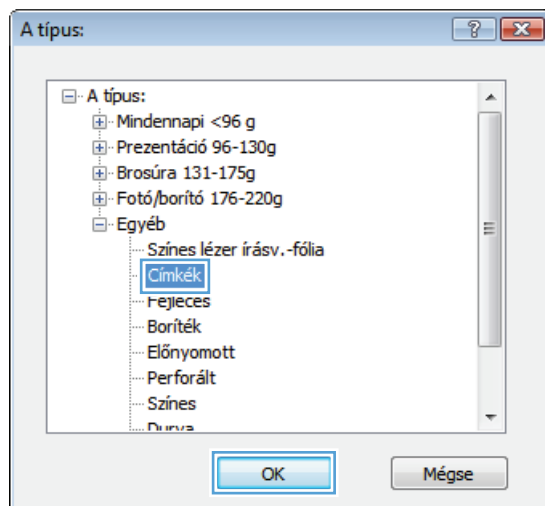 A típus:
A típus:
Mindennapi <96 g
Prezentáció 96-130g
Brosúra 131-175g
Fotó/borító 176-220g
Egyéb
Színes lézer írásv.-fólia
Címkék
Fejléces
Boríték
Előnyomott
Perforált
Színes
Durva
OK Mégse